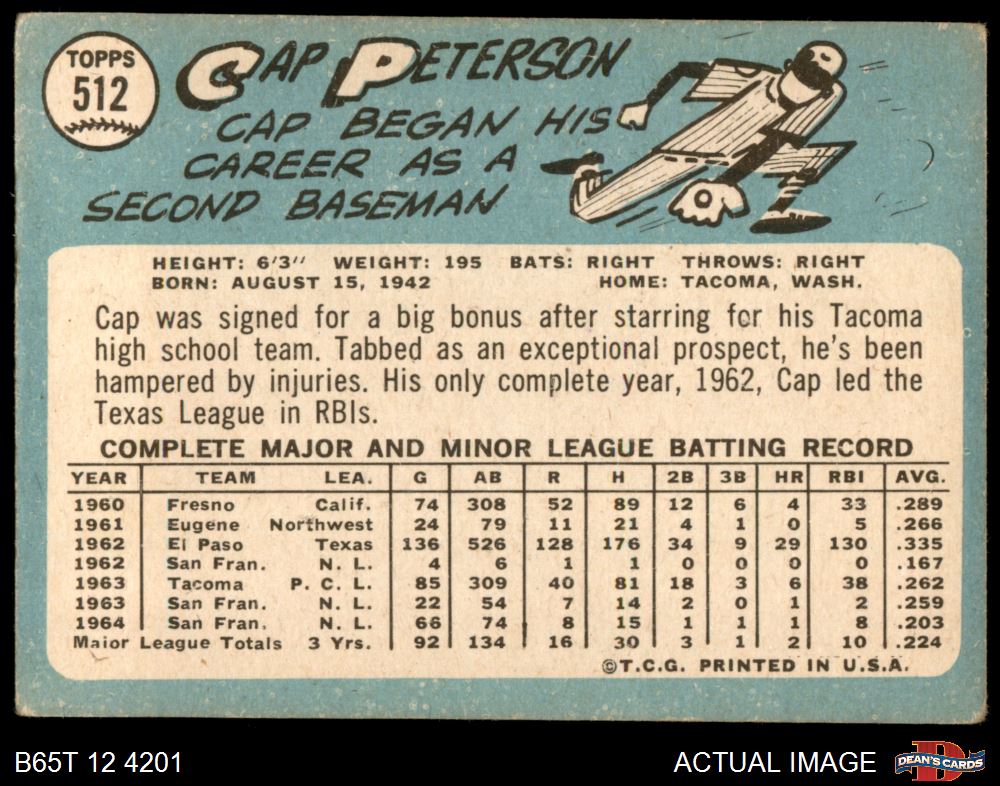 TOPPS
512
CAP PETERSON
CAP BEGAN HIS
CAREER AS A
SECOND BASEMAN
HEIGHT: 6'3" WEIGHT: 195 BATS: RIGHT THROWS: RIGHT
BORN: AUGUST 15, 1942 HOME: TACOMA, WASH.
Cap was signed for a big bonus after starring for his Tacoma
high school team. Tabbed as an exceptional prospect, he's been
hampered by injuries. His only complete year, 1962, Cap led the
Texas League in RBIs.
COMPLETE MAJOR AND MINOR LEAGUE BATTING RECORD
YEAR TEAM LEA. G AB R H 2B 3B HR RBI AVG.
1960 Fresno Calif. 74 308 52 89 12 6 4 33 .289
1961 Eugene Northwest 24 79 11 21 4 1 0 5 .266
1962 El Paso Texas 136 526 128 176 34 9 29 130 .335
1962 San Fran. N. L. 4 6 1 1 0 0 0 0 .167
1963 Tacoma P. C. L. 85 309 40 81 18 3 6 38 .262
1963 San Fran. N. L. 22 54 7 14 2 0 1 2 .259
1964 San Fran. N. L. 66 74 8 15 1 1 1 8 .203
Major League Totals 3 Yrs. 92 134 16 30 3 1 2 10 .224
©T.C.G. PRINTED IN U.S.A.
B65T 12 4201 ACTUAL IMAGE DEAN'S CARDS